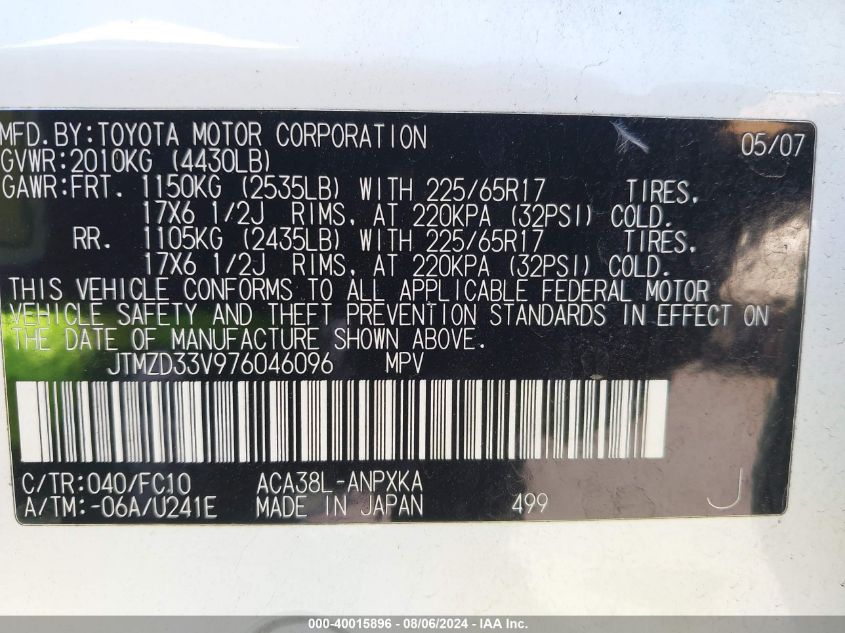 MFD.BY:TOYOTA MOTOR CORPORATION 05/07
GVWR:2010KG (4430LB)
GAWR:FRT. 1150KG (2535LB) WITH 225/65R17 TIRES,
17X6 1/2J RIMS, AT 220KPA (32PSI) COLD.
RR. 1105KG (2435LB) WITH 225/65R17 TIRES,
17X6 1/2J RIMS, AT 220KPA (32PSI) COLD.
THIS VEHICLE CONFORMS TO ALL APPLICABLE FEDERAL MOTOR
VEHICLE SAFETY AND THEFT PREVENTION STANDARDS IN EFFECT ON
THE DATE OF MANUFACTURE SHOWN ABOVE.
JTMZD33V976046096 MPV
C/TR:040/FC10 ACA38L-ANPXKA
A/TM:-06A/U241E MADE IN JAPAN 499 J
000-40015896 - 08/06/2024 - IAA Inc.